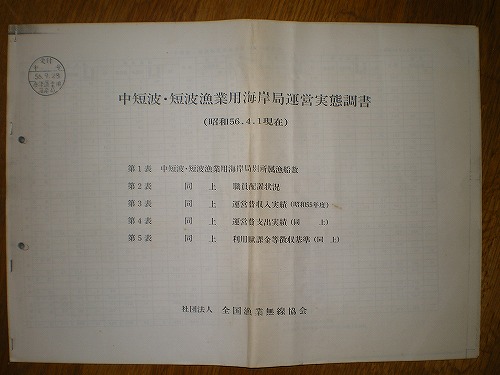 中短波・短波漁業用海岸局運営実態調書
(昭和56.4.1現在)
第1表 中短波・短波漁業用海岸局別所属漁船数
第2表 同上 職員配置状況
第3表 同上 運営費収入実績(昭和55年度)
第4表 同上 運営費支出実績(同 上)
第5表 同上 利用賦課金等徴収基準(同 上)
社団法人 全国漁業無線協会